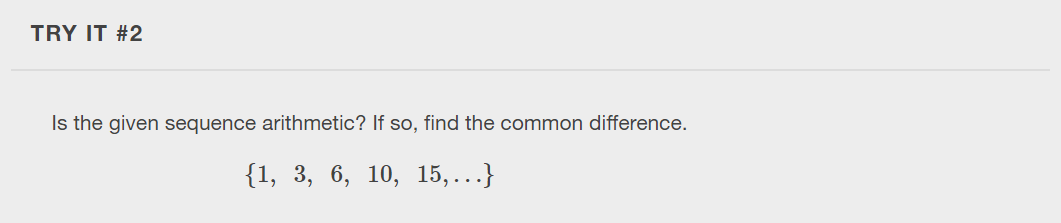 TRY IT #2
Is the given sequence arithmetic? If so, find the common difference.
{1, 3, 6, 10, 15,...}